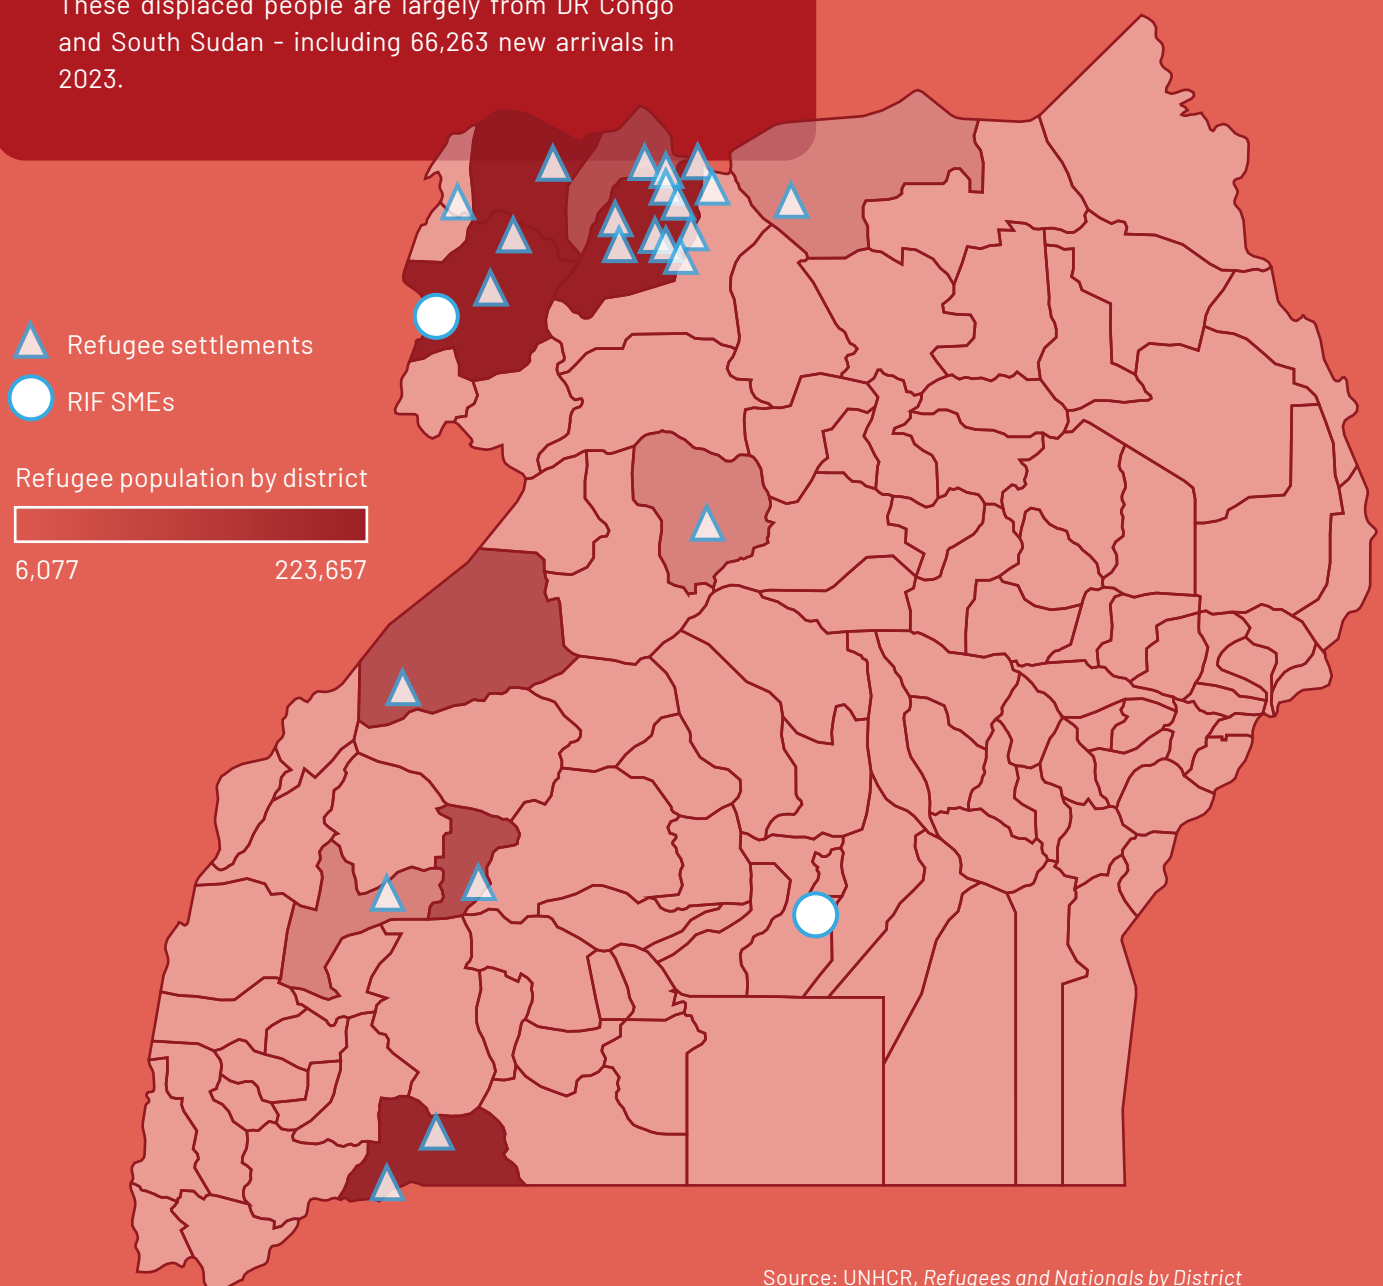 These displaced people are largely from DR Congo
and South Sudan - including 66,263 new arrivals in
2023.
Refugee settlements
RIF SMEs
Refugee population by district
6,077 223,657
Source: UNHCR, Refugees and Nationals by District